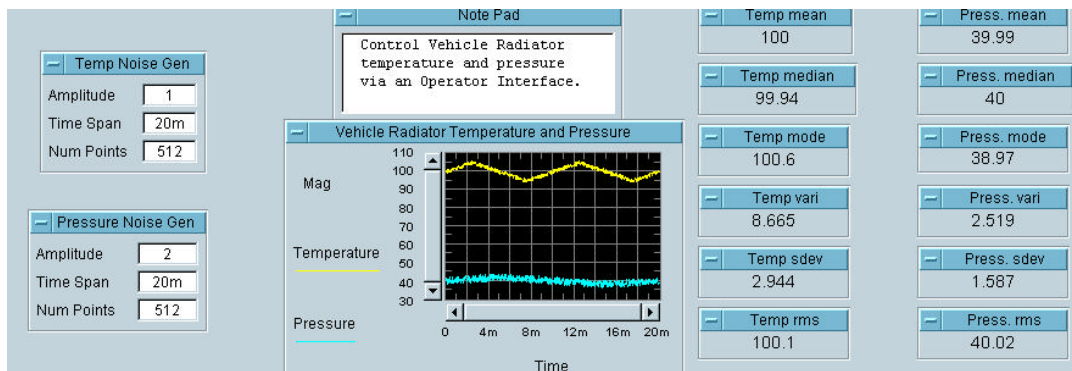 Temp Noise Gen
Amplitude 1
Time Span 20m
Num Points 512
Pressure Noise Gen
Amplitude 2
Time Span 20m
Num Points 512
Note Pad
Control Vehicle Radiator
temperature and pressure
via an Operator Interface.
Vehicle Radiator Temperature and Pressure
Mag
Temperature
Pressure
110
100
90
80
70
60
50
40
30
0 4m 8m 12m 16m 20m
Time
Temp mean
100
Temp median
99.94
Temp mode
100.6
Temp vari
8.665
Temp sdev
2.944
Temp rms
100.1
Press. mean
39.99
Press. median
40
Press. mode
38.97
Press. vari
2.519
Press. sdev
1.587
Press. rms
40.02